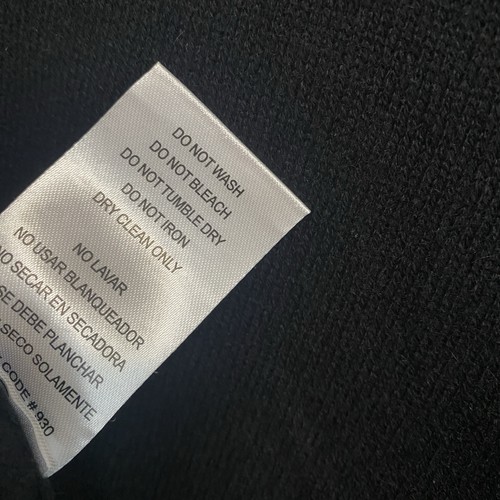 DO NOT WASH
DO NOT BLEACH
DO NOT TUMBLE DRY
DO NOT IRON
DRY CLEAN ONLY
NO LAVAR
NO USAR BLANQUEADOR
NO SECAR EN SECADORA
SE DEBE PLANCHAR
SECO SOLAMENTE
CODE # 930